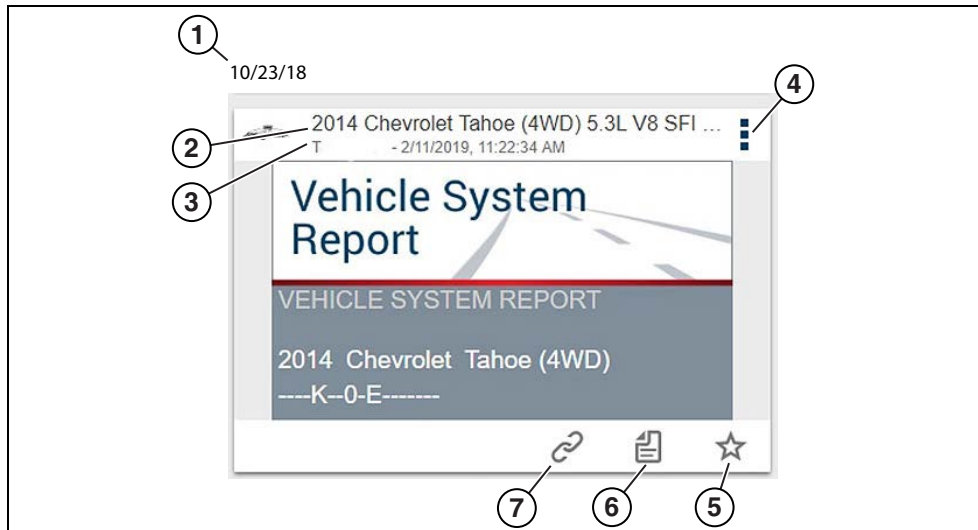 1
10/23/18
4
2
2014 Chevrolet Tahoe (4WD) 5.3L V8 SFI ...
T - 2/11/2019, 11:22:34 AM
3
Vehicle System
Report
VEHICLE SYSTEM REPORT
2014 Chevrolet Tahoe (4WD)
----K--0-E-------
7
6
5